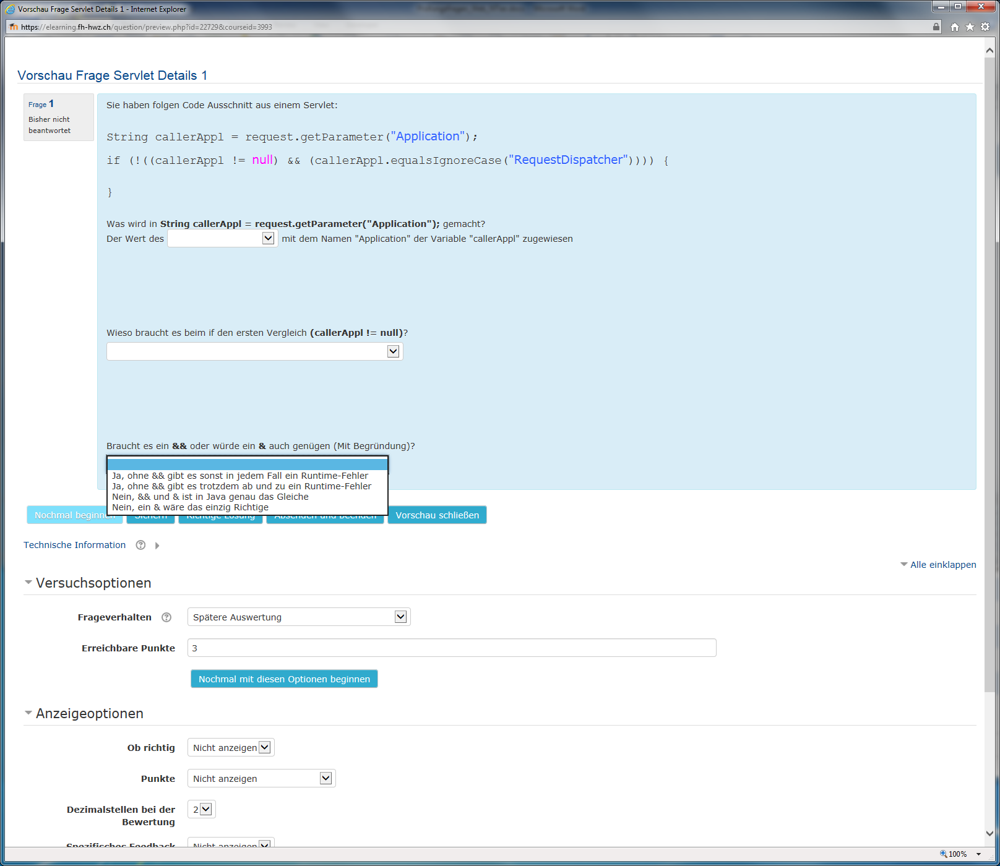 Vorschau Frage Servlet Details 1 - Internet Explorer
https://elearning.fh-hwz.ch/question/preview.php?id=22729&courseid=3993
Vorschau Frage Servlet Details 1
Frage 1
Bisher nicht
beantwortet
Sie haben folgen Code Ausschnitt aus einem Servlet:
String callerAppl = request.getParameter("Application");
if (!((callerAppl != null) && (callerAppl.equalsIgnoreCase("RequestDispatcher")))) {
}
Was wird in String callerAppl = request.getParameter("Application"); gemacht?
Der Wert des mit dem Namen "Application" der Variable "callerAppl" zugewiesen
Wieso braucht es beim if den ersten Vergleich (callerAppl != null)?
Braucht es ein && oder würde ein & auch genügen (Mit Begründung)?
Ja, ohne && gibt es sonst in jedem Fall ein Runtime-Fehler
Ja, ohne && gibt es trotzdem ab und zu ein Runtime-Fehler
Nein, && und & ist in Java genau das Gleiche
Nein, ein & wäre das einzig Richtige
Nochmal beginnen Sichern Richtige Lösung Absenden und Beenden Vorschau schließen
Technische Information
Alle einklappen
Versuchsoptionen
Frageverhalten Spätere Auswertung
Erreichbare Punkte 3
Nochmal mit diesen Optionen beginnen
Anzeigeoptionen
Ob richtig Nicht anzeigen
Punkte Nicht anzeigen
Dezimalstellen bei der 2
Bewertung
Spezifisches Feedback Nicht anzeigen
100%